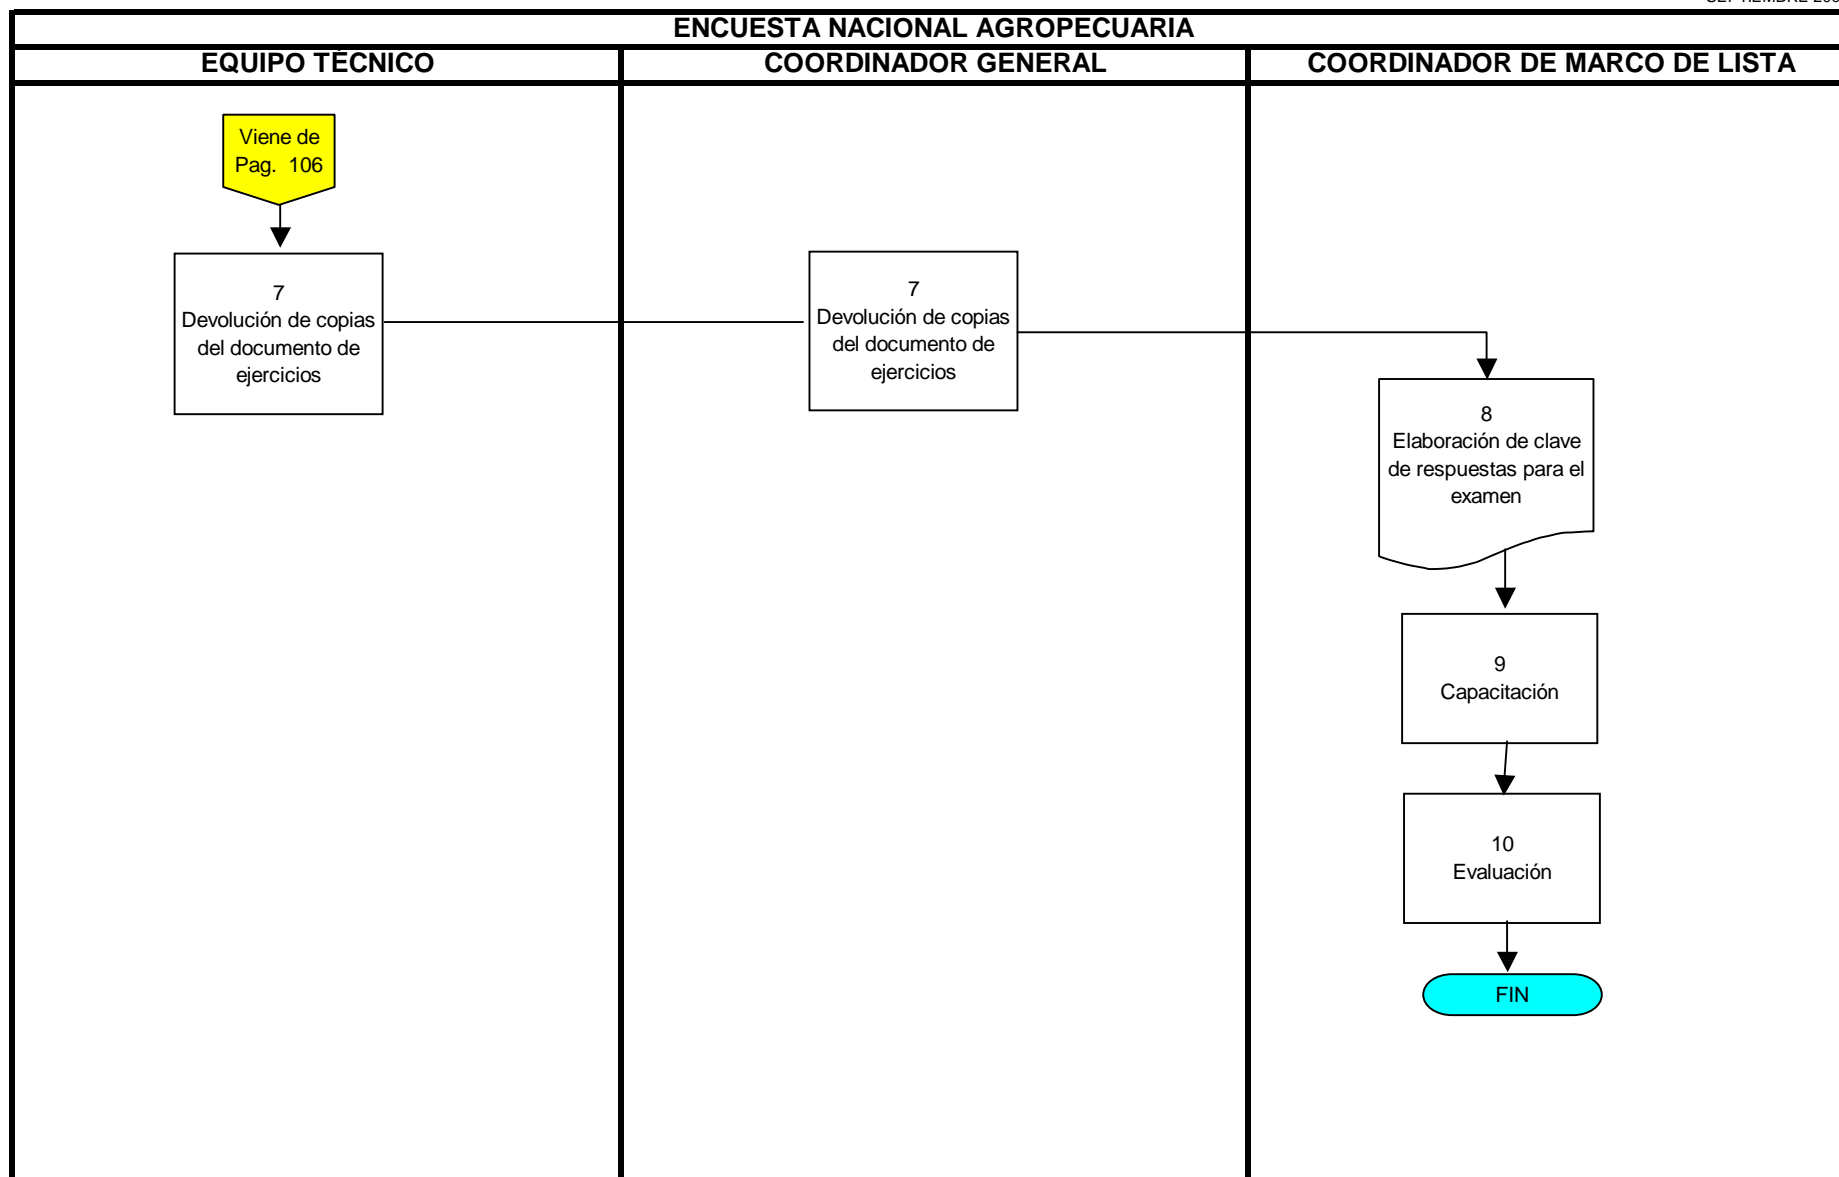 ENCUESTA NACIONAL AGROPECUARIA
EQUIPO TÉCNICO
COORDINADOR GENERAL
COORDINADOR DE MARCO DE LISTA
Viene de
Pag. 106
7
Devolución de copias
del documento de
ejercicios
7
Devolución de copias
del documento de
ejercicios
8
Elaboración de clave
de respuestas para el
examen
9
Capacitación
10
Evaluación
FIN